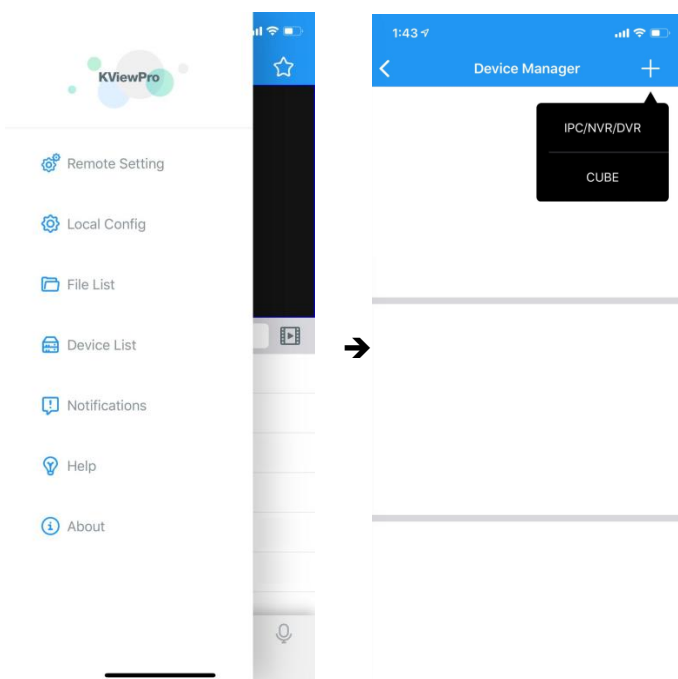 KViewPro
Remote Setting
Local Config
File List
Device List
Notifications
Help
About
1:43
Device Manager
IPC/NVR/DVR
CUBE